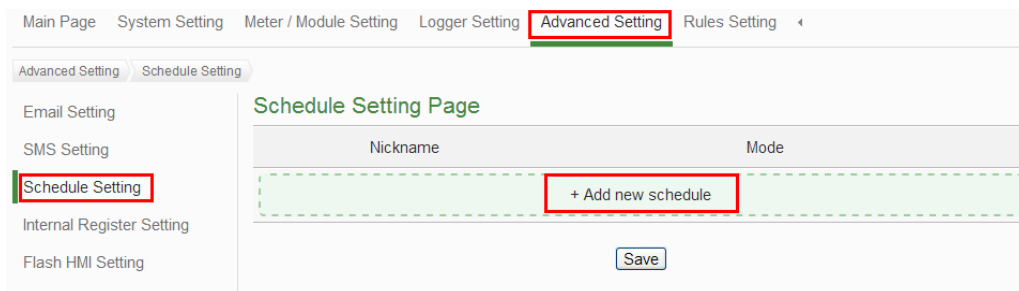 Main Page System Setting Meter / Module Setting Logger Setting Advanced Setting Rules Setting
Advanced Setting Schedule Setting
Email Setting
SMS Setting
Schedule Setting
Internal Register Setting
Flash HMI Setting
Schedule Setting Page
Nickname Mode
+ Add new schedule
Save